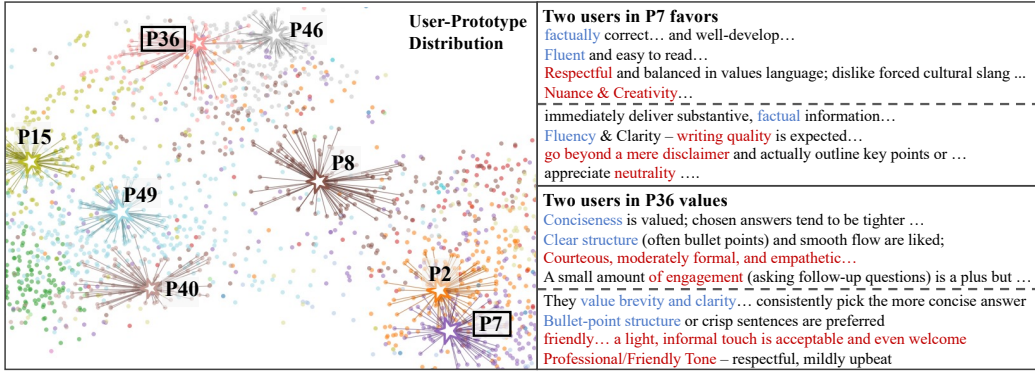 User-Prototype
Distribution
P36
P46
P15
P8
P49
P2
P40
P7
Two users in P7 favors
factually correct… and well-develop…
Fluent and easy to read…
Respectful and balanced in values language; dislike forced cultural slang ...
Nuance & Creativity…
immediately deliver substantive, factual information…
Fluency & Clarity – writing quality is expected…
go beyond a mere disclaimer and actually outline key points or …
appreciate neutrality ….
Two users in P36 values
Conciseness is valued; chosen answers tend to be tighter …
Clear structure (often bullet points) and smooth flow are liked;
Courteous, moderately formal, and empathetic…
A small amount of engagement (asking follow-up questions) is a plus but …
They value brevity and clarity… consistently pick the more concise answer
Bullet-point structure or crisp sentences are preferred
friendly… a light, informal touch is acceptable and even welcome
Professional/Friendly Tone – respectful, mildly upbeat